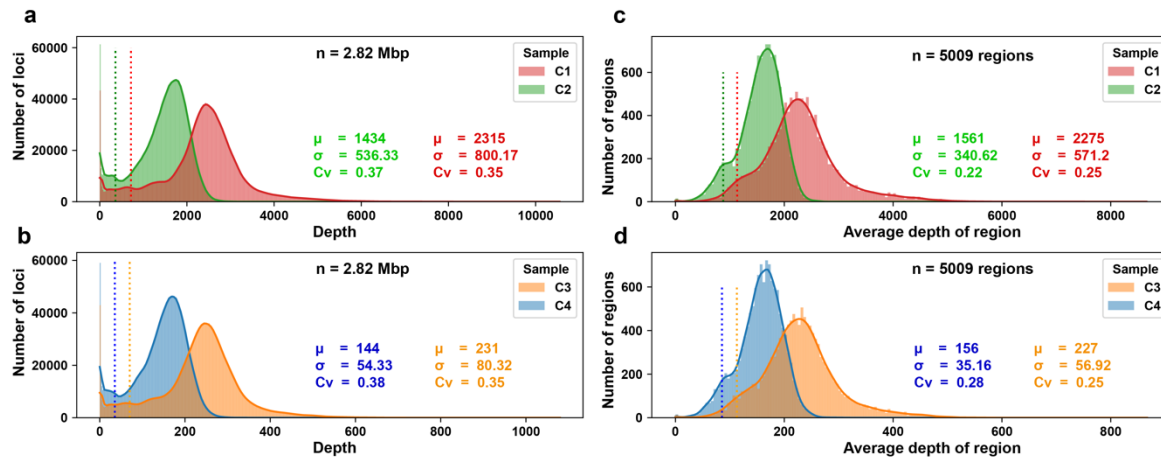 a
Number of loci
60000
40000
20000
0
n = 2.82 Mbp
Sample
C1
C2
μ = 1434
σ = 536.33
Cv = 0.37
μ = 2315
σ = 800.17
Cv = 0.35
0 2000 4000 6000 8000 10000
Depth
c
Number of regions
600
400
200
0
n = 5009 regions
Sample
C1
C2
μ = 1561
σ = 340.62
Cv = 0.22
μ = 2275
σ = 571.2
Cv = 0.25
0 2000 4000 6000 8000
Average depth of region
b
Number of loci
60000
40000
20000
0
n = 2.82 Mbp
Sample
C3
C4
μ = 144
σ = 54.33
Cv = 0.38
μ = 231
σ = 80.32
Cv = 0.35
0 200 400 600 800 1000
Depth
d
Number of regions
600
400
200
0
n = 5009 regions
Sample
C3
C4
μ = 156
σ = 35.16
Cv = 0.28
μ = 227
σ = 56.92
Cv = 0.25
0 200 400 600 800
Average depth of region